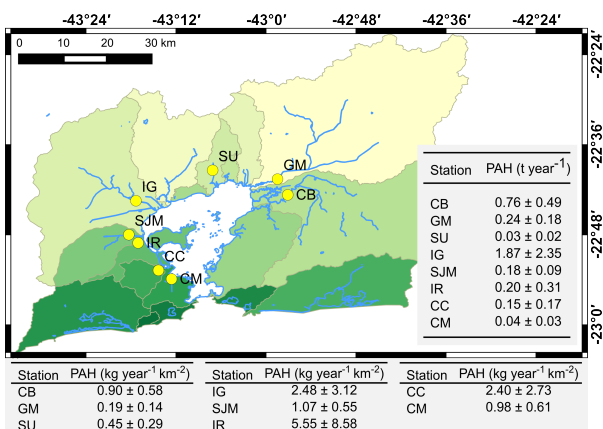 -43°24' -43°12' -43°0' -42°48' -42°36' -42°24'
0 10 20 30 km
-22°24'
-22°36'
-22°48'
-23°0'
SU
GM
IG
CB
SJM
IR
CC
CM
Station PAH (t year-1)
CB 0.76 ± 0.49
GM 0.24 ± 0.18
SU 0.03 ± 0.02
IG 1.87 ± 2.35
SJM 0.18 ± 0.09
IR 0.20 ± 0.31
CC 0.15 ± 0.17
CM 0.04 ± 0.03
Station PAH (kg year-1 km-2)
CB 0.90 ± 0.58
GM 0.19 ± 0.14
SU 0.45 ± 0.29
Station PAH (kg year-1 km-2)
IG 2.48 ± 3.12
SJM 1.07 ± 0.55
IR 5.55 ± 8.58
Station PAH (kg year-1 km-2)
CC 2.40 ± 2.73
CM 0.98 ± 0.61